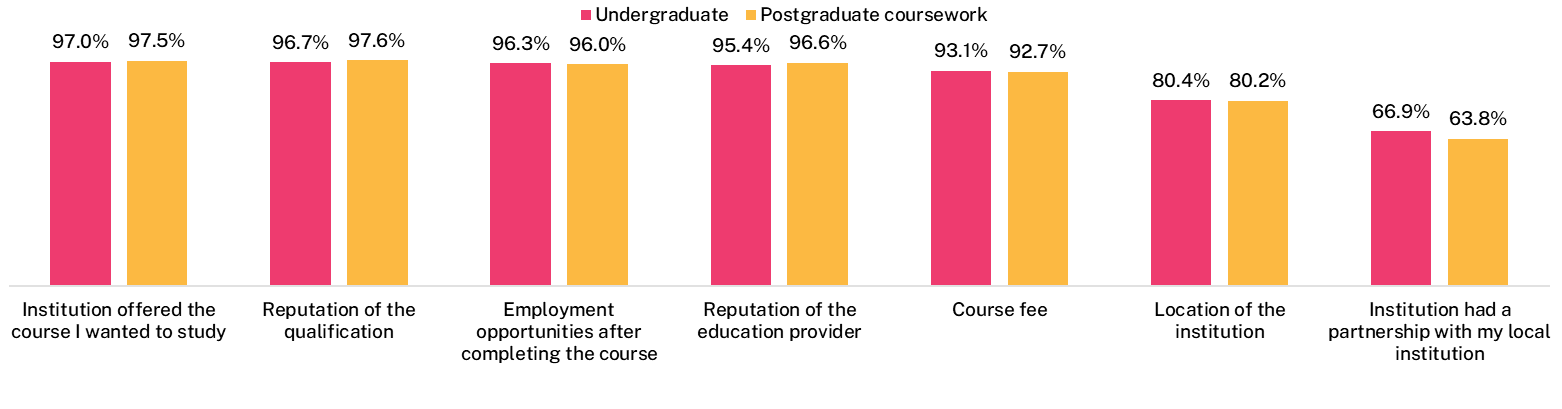 Undergraduate Postgraduate coursework
97.0% 97.5% 96.7% 97.6% 96.3% 96.0% 95.4% 96.6% 93.1% 92.7% 80.4% 80.2% 66.9% 63.8%
Institution offered the
course I wanted to study
Reputation of the
qualification
Employment
opportunities after
completing the course
Reputation of the
education provider
Course fee
Location of the
institution
Institution had a
partnership with my local
institution